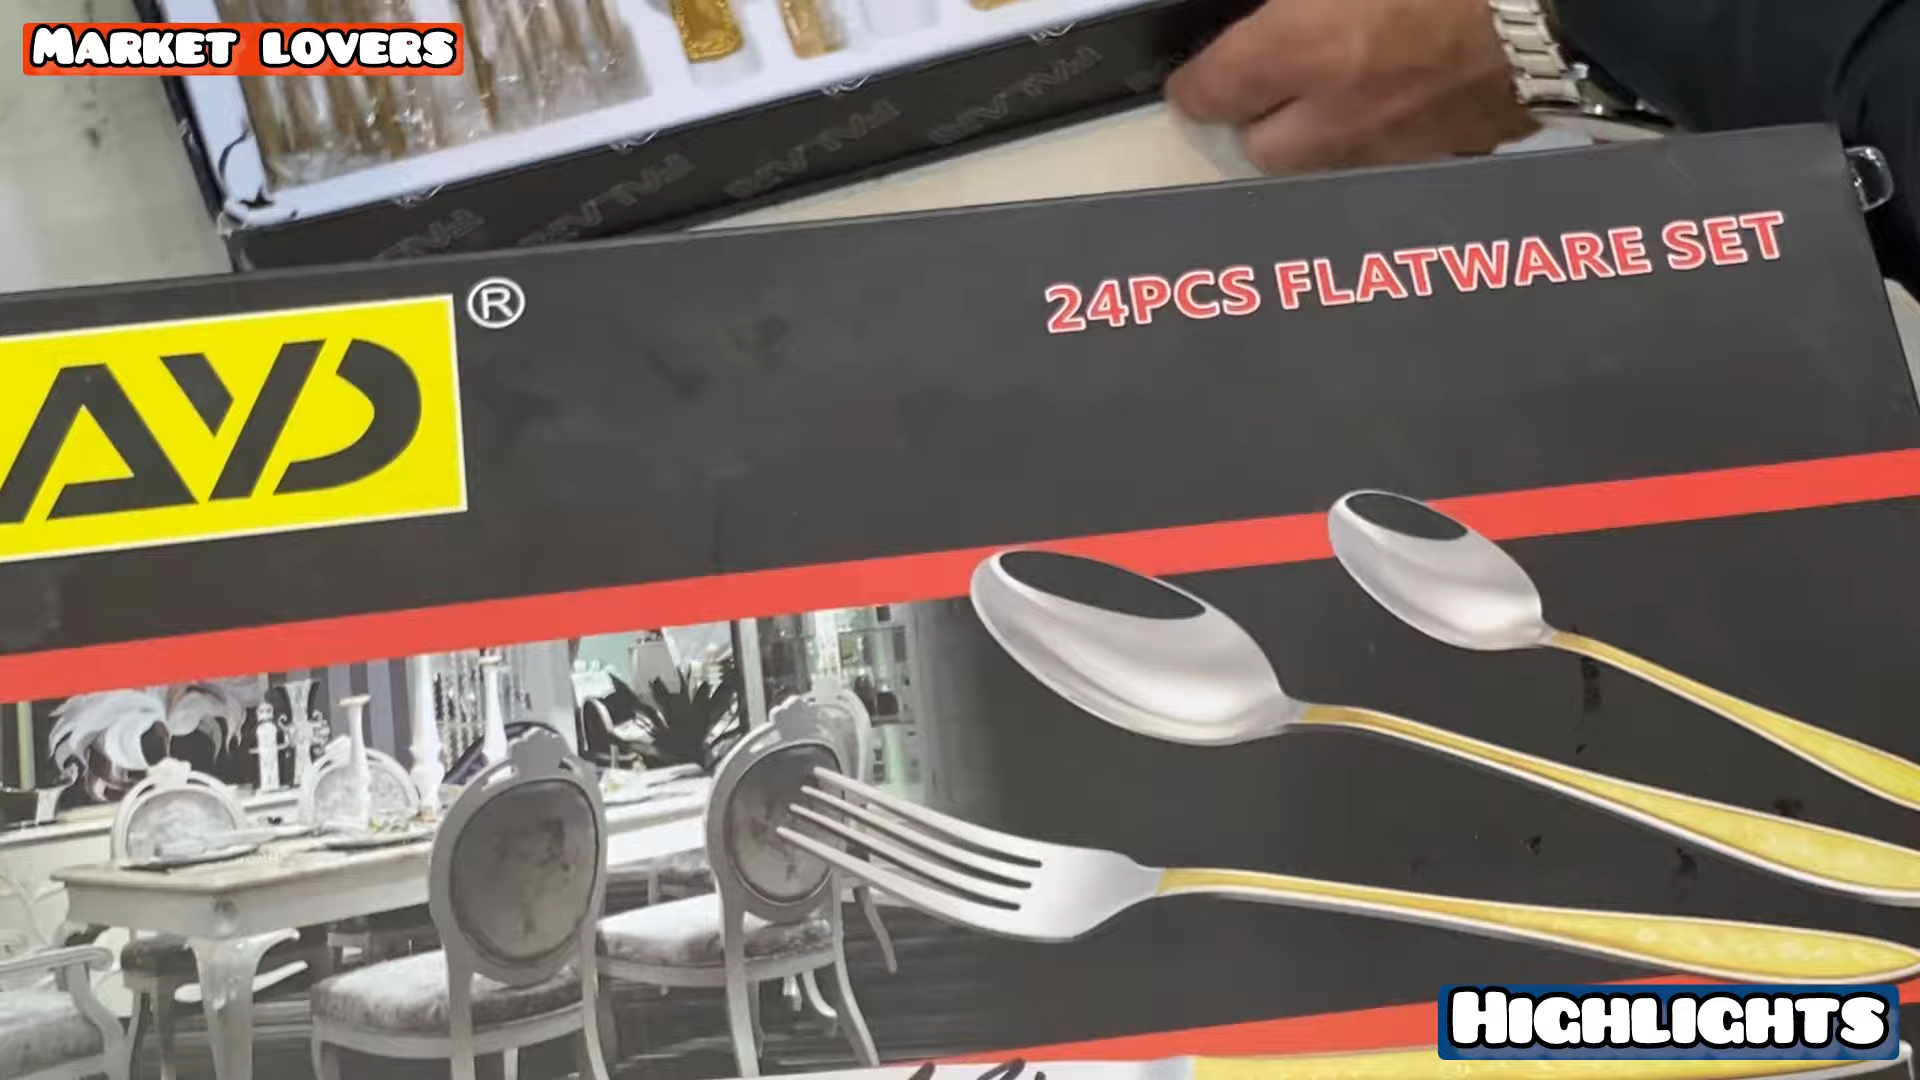 MARKET LOVERS
24PCS FLATWARE SET
AYD
®
HIGHLIGHTS